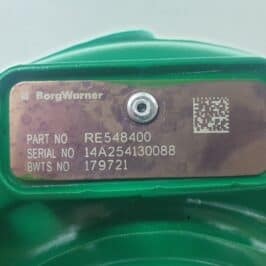 BorgWarner
PART NO RE548400
SERIAL NO 14A254130088
BWTS NO 179721